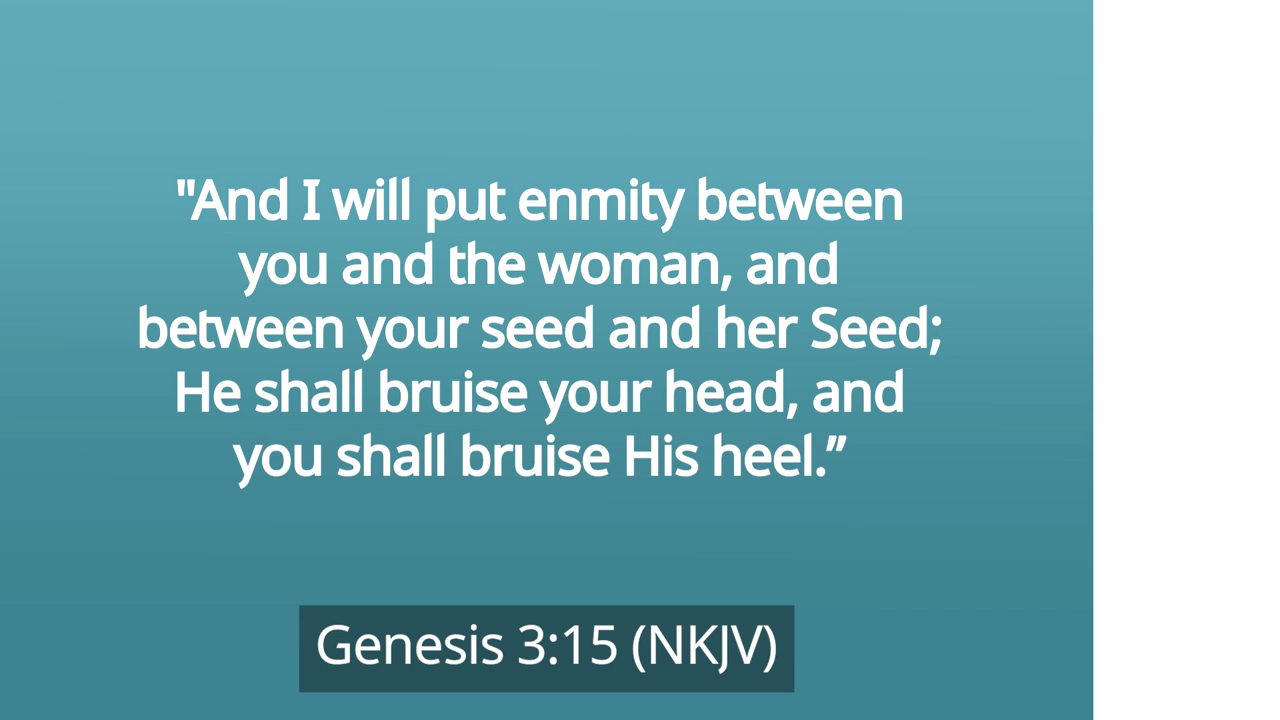 "And I will put enmity between
you and the woman, and
between your seed and her Seed;
He shall bruise your head, and
you shall bruise His heel.”
Genesis 3:15 (NKJV)